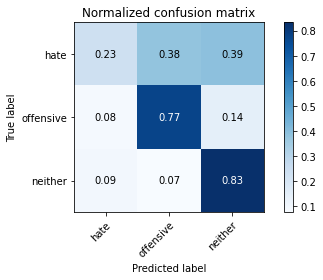 Normalized confusion matrix
True label
hate 0.23 0.38 0.39
offensive 0.08 0.77 0.14
neither 0.09 0.07 0.83
hate offensive neither
Predicted label
0.8
0.7
0.6
0.5
0.4
0.3
0.2
0.1